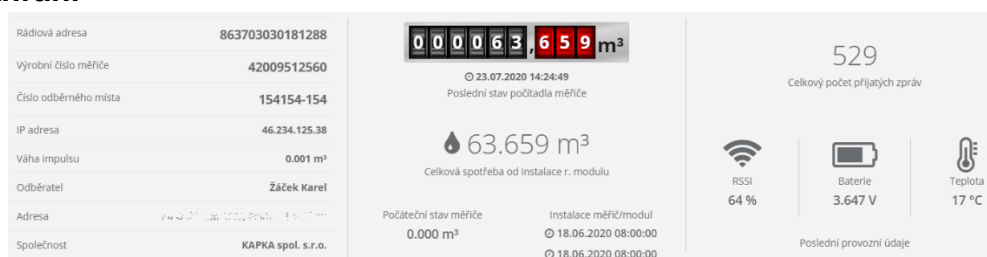 Rádiová adresa 863703030181288
Výrobní číslo měřiče 42009512560
Číslo odběrného místa 154154-154
IP adresa 46.234.125.38
Váha impulsu 0.001 m³
Odběratel Žáček Karel
Adresa
Společnost KAPKA spol. s.r.o.
000063,659 m³
23.07.2020 14:24:49
Poslední stav počítadla měřiče
63.659 m³
Celková spotřeba od instalace r. modulu
Počáteční stav měřiče
0.000 m³
Instalace měřič/modul
18.06.2020 08:00:00
18.06.2020 08:00:00
529
Celkový počet přijatých zpráv
RSSI
64 %
Baterie
3.647 V
Teplota
17 °C
Poslední provozní údaje